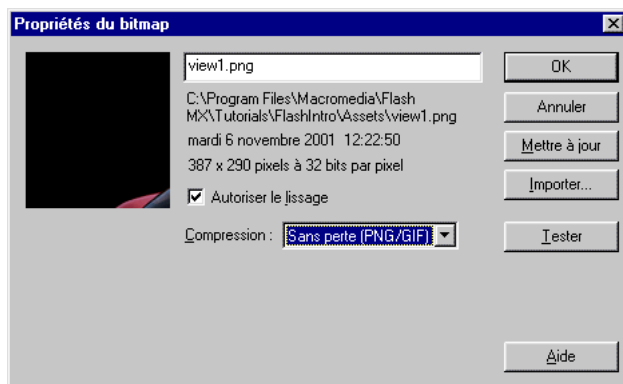 Propriétés du bitmap
view1.png
C:\Program Files\Macromedia\Flash
MX\Tutorials\FlashIntro\Assets\view1.png
mardi 6 novembre 2001 12:22:50
387 x 290 pixels à 32 bits par pixel
Autoriser le lissage
Compression : Sans perte (PNG/GIF)
OK
Annuler
Mettre à jour
Importer...
Tester
Aide